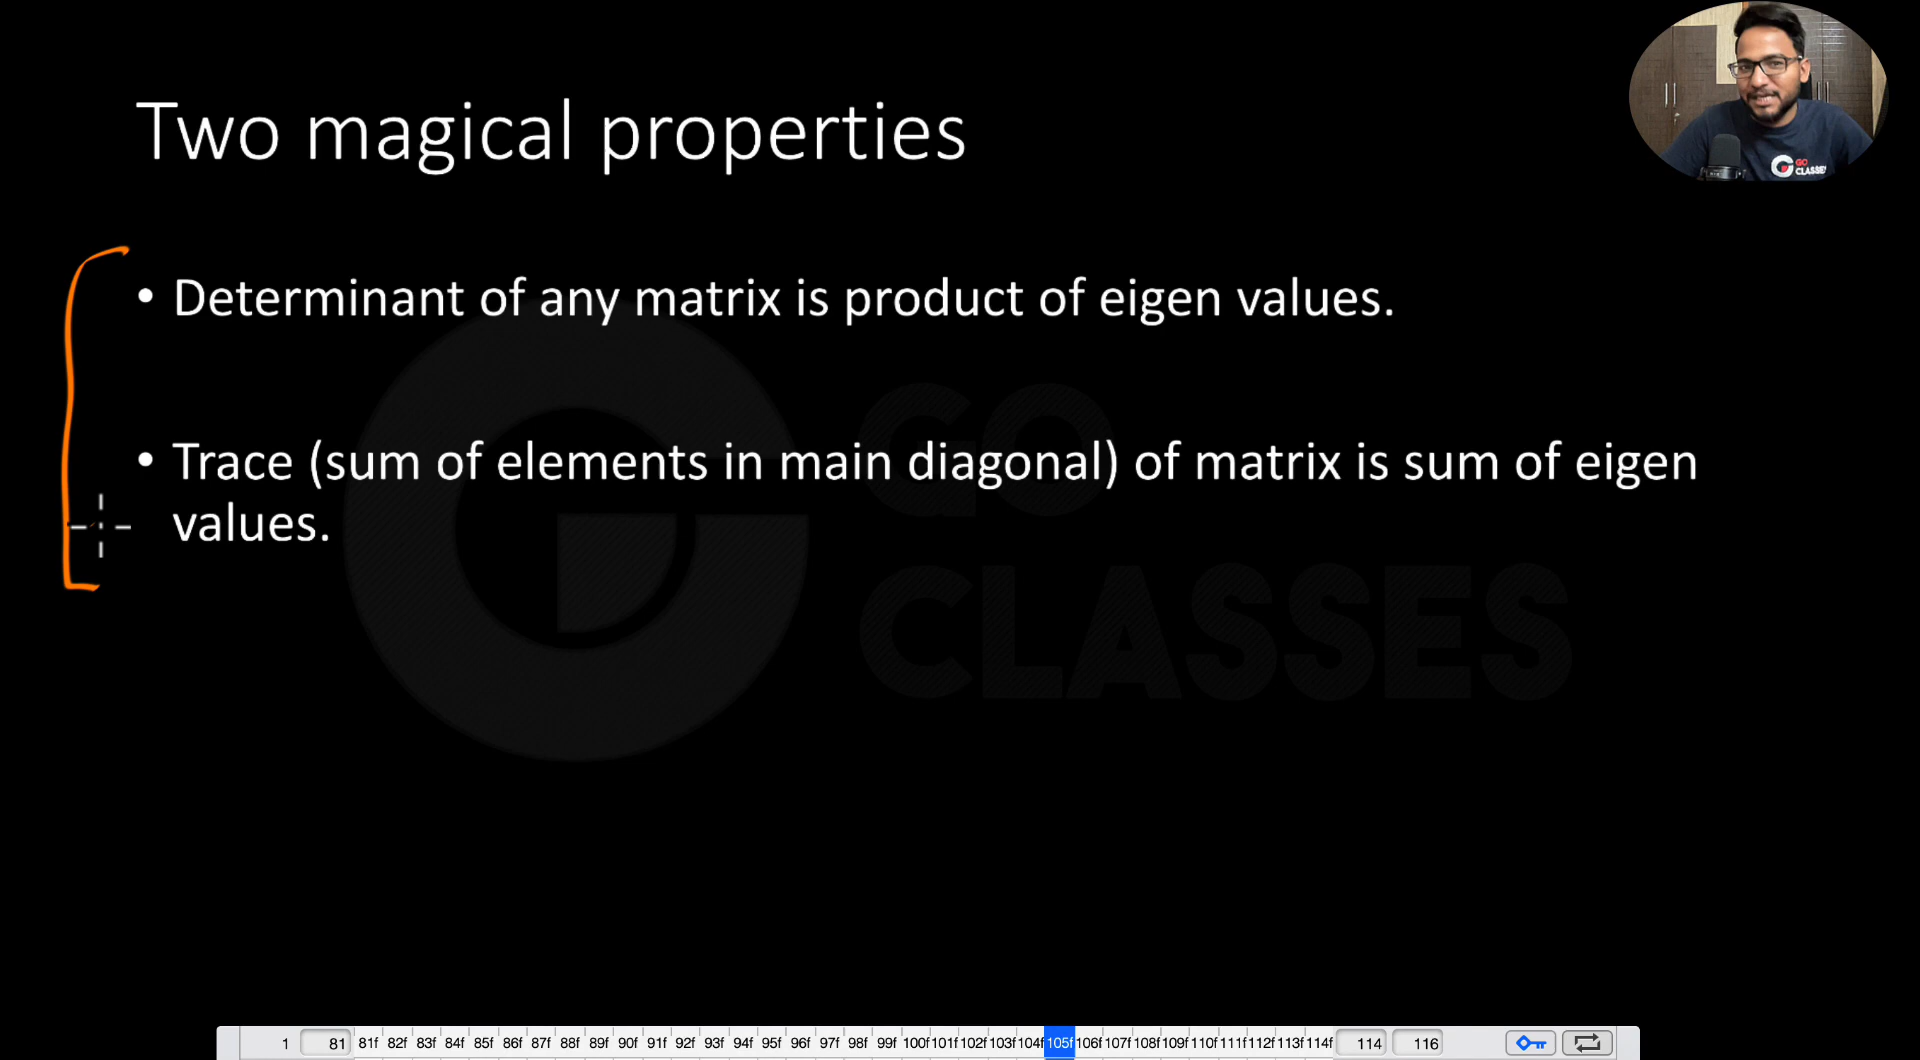 Two magical properties
GO
CLASSES
• Determinant of any matrix is product of eigen values.
• Trace (sum of elements in main diagonal) of matrix is sum of eigen
values.
GO
CLASSES
1 81 81f 82f 83f 84f 85f 86f 87f 88f 89f 90f 91f 92f 93f 94f 95f 96f 97f 98f 99f 100f 101f 102f 103f 104f 105f 106f 107f 108f 109f 110f 111f 112f 113f 114f 114 116